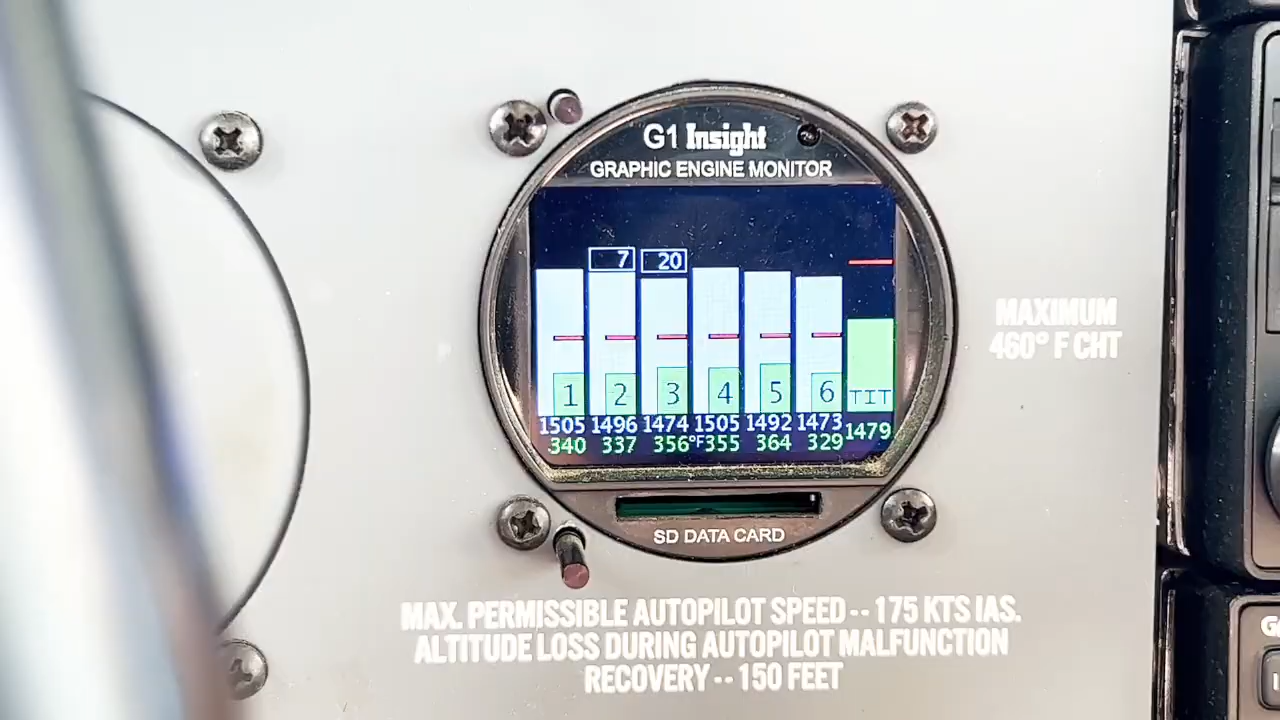 G1 Insight
GRAPHIC ENGINE MONITOR
7 20
1 2 3 4 5 6 TIT
1505 1496 1474 1505 1492 1473 1479
340 337 356°F355 364 329
SD DATA CARD
MAXIMUM
460° F CHT
MAX. PERMISSIBLE AUTOPILOT SPEED -- 175 KTS IAS.
ALTITUDE LOSS DURING AUTOPILOT MALFUNCTION
RECOVERY -- 150 FEET